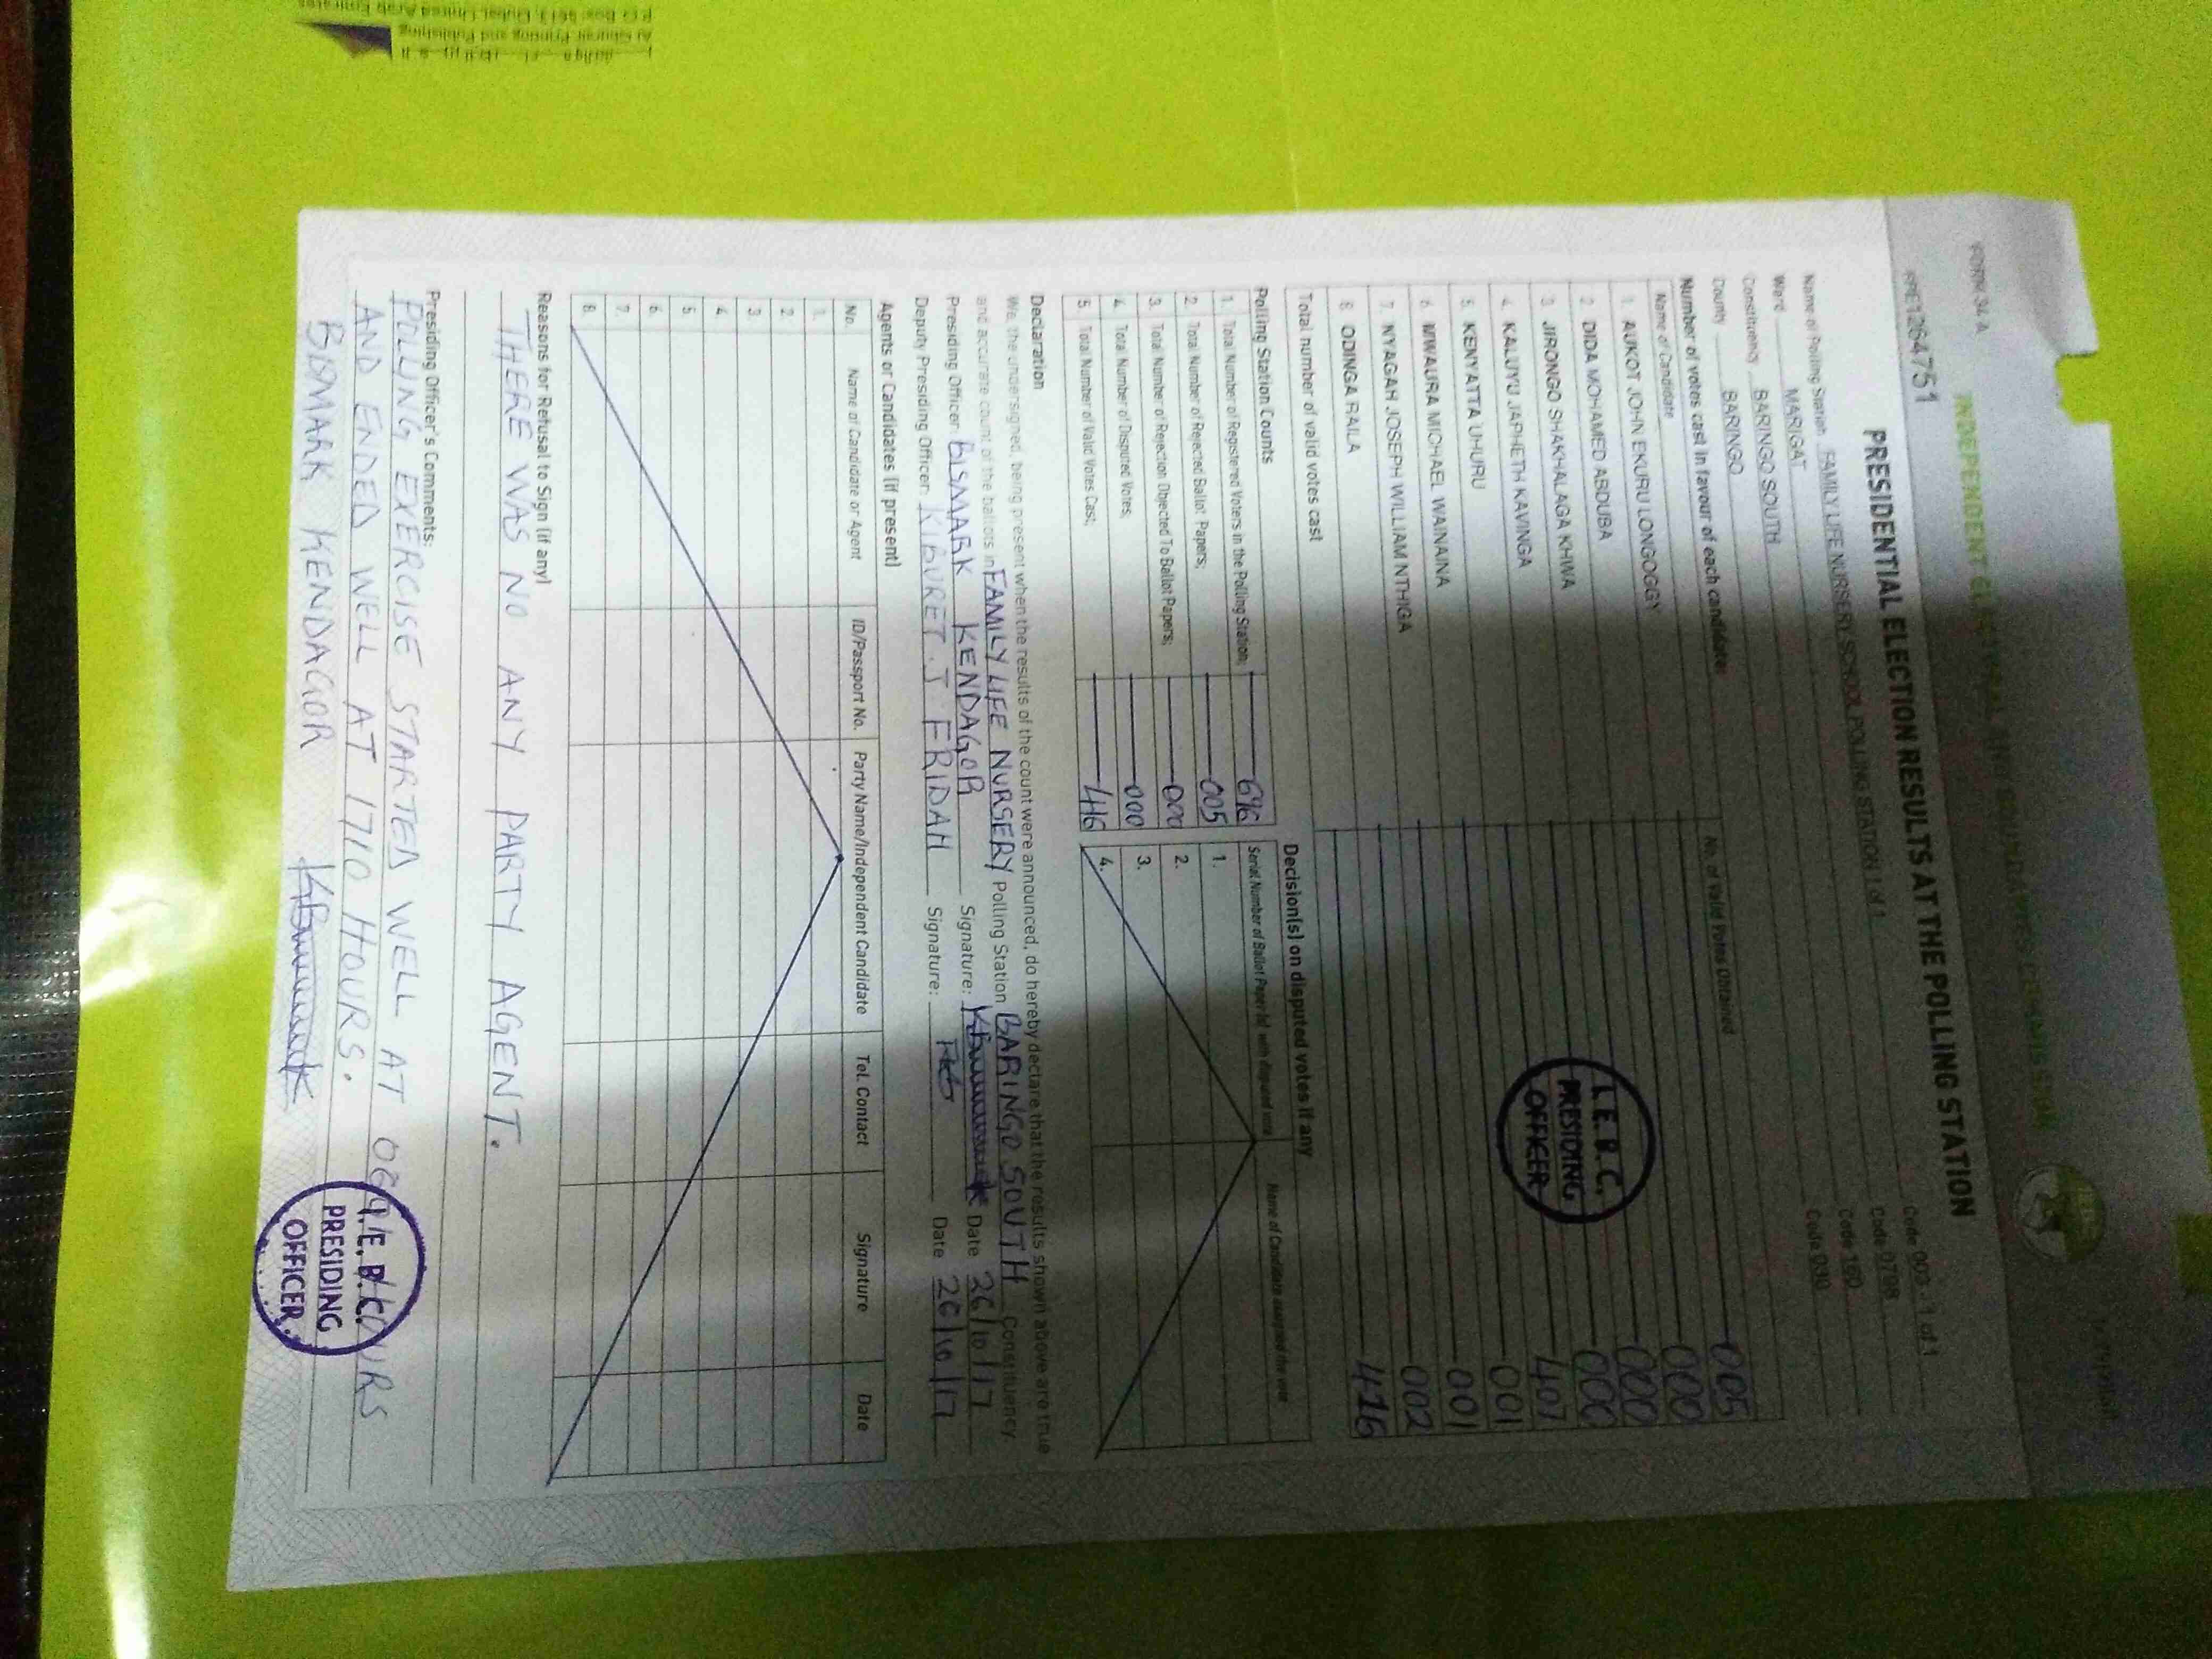 FORM 34 A
INDEPENDENT ELECTORAL AND BOUNDARIES COMMISSION
PRE1264751
PRESIDENTIAL ELECTION RESULTS AT THE POLLING STATION
Name of Polling Station FAMILY LIFE NURSERY SCHOOL POLLING STATION 1 of 1 Code 003 - 1 of 1
Ward MARIGAT Code 0798
Constituency BARINGO SOUTH Code 160
County BARINGO Code 030
Number of votes cast in favour of each candidate:
Name of Candidate No. of Valid Votes Obtained
1. AUKOT JOHN EKURU LONGOGGY 005
2. DIDA MOHAMED ABDUBA 000
3. JIRONGO SHAKHALAGA KHWA 000
4. KALUYU JAPHETH KAVINGA 000
5. KENYATTA UHURU 407
6. MWAURA MICHAEL WAINAINA 001
7. NYAGAH JOSEPH WILLIAM NTHIGA 001
8. ODINGA RAILA 002
Total number of valid votes cast 416
I.E.B.C.
PRESIDING
OFFICER
Polling Station Counts
1. Total Number of Registered Voters in the Polling Station; 696
2. Total Number of Rejected Ballot Papers; 005
3. Total Number of Rejection Objected To Ballot Papers; 000
4. Total Number of Disputed Votes; 000
5. Total Number of Valid Votes Cast; 416
Decision(s) on disputed votes if any
Serial Number of Ballot Paper(s) with disputed vote Name of Candidate assigned the vote
1.
2.
3.
4.
Declaration
We, the undersigned, being present when the results of the count were announced, do hereby declare that the results shown above are true
and accurate count of the ballots in FAMILY LIFE NURSERY Polling Station BARINGO SOUTH Constituency.
Presiding Officer: BISMARK KENDAGOR Signature: Date 26/10/17
Deputy Presiding Officer: KIBURET .J FRIDAH Signature: Date 26/10/17
Agents or Candidates (if present)
No. Name of Candidate or Agent ID/Passport No. Party Name/Independent Candidate Tel. Contact Signature Date
1.
2.
3.
4.
5.
6.
7.
8.
Reasons for Refusal to Sign (if any)
THERE WAS NO ANY PARTY AGENT.
Presiding Officer's Comments:
POLLING EXERCISE STARTED WELL AT HOURS
AND ENDED WELL AT 1710 HOURS.
BISMARK KENDAGOR
I.E.B.C.
PRESIDING
OFFICER
Al Ghurair Printing and Publishing
P.O. Box: 5613, Dubai, United Arab Emirates